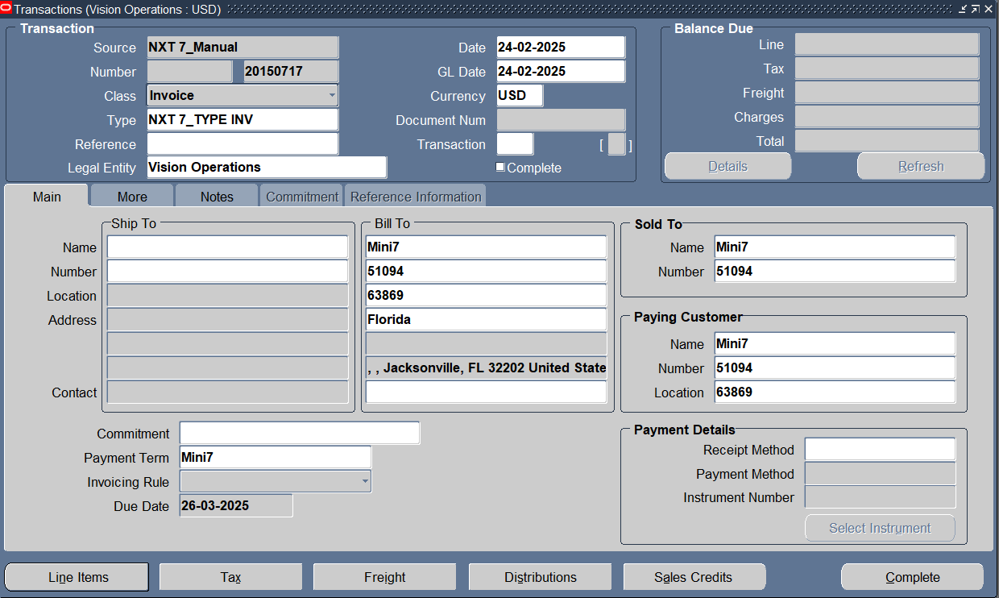 Transactions (Vision Operations : USD)
Transaction
Source NXT 7_Manual
Number 20150717
Class Invoice
Type NXT 7_TYPE INV
Reference
Legal Entity Vision Operations
Date 24-02-2025
GL Date 24-02-2025
Currency USD
Document Num
Transaction [ ]
Complete
Balance Due
Line
Tax
Freight
Charges
Total
Details Refresh
Main More Notes Commitment Reference Information
Ship To
Name
Number
Location
Address
Contact
Bill To
Mini7
51094
63869
Florida
, , Jacksonville, FL 32202 United State
Sold To
Name Mini7
Number 51094
Paying Customer
Name Mini7
Number 51094
Location 63869
Commitment
Payment Term Mini7
Invoicing Rule
Due Date 26-03-2025
Payment Details
Receipt Method
Payment Method
Instrument Number
Select Instrument
Line Items Tax Freight Distributions Sales Credits Complete